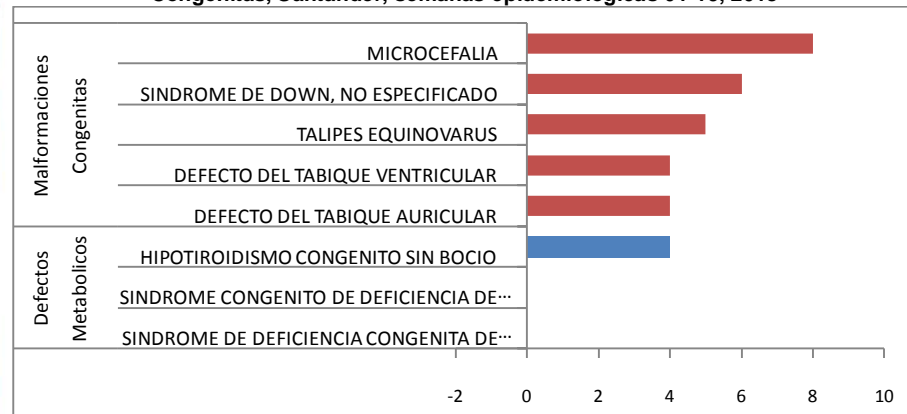 Malformaciones
Congenitas
MICROCEFALIA
SINDROME DE DOWN, NO ESPECIFICADO
TALIPES EQUINOVARUS
DEFECTO DEL TABIQUE VENTRICULAR
DEFECTO DEL TABIQUE AURICULAR
Defectos
Metabolicos
HIPOTIROIDISMO CONGENITO SIN BOCIO
SINDROME CONGENITO DE DEFICIENCIA DE…
SINDROME DE DEFICIENCIA CONGENITA DE…
-2 0 2 4 6 8 10